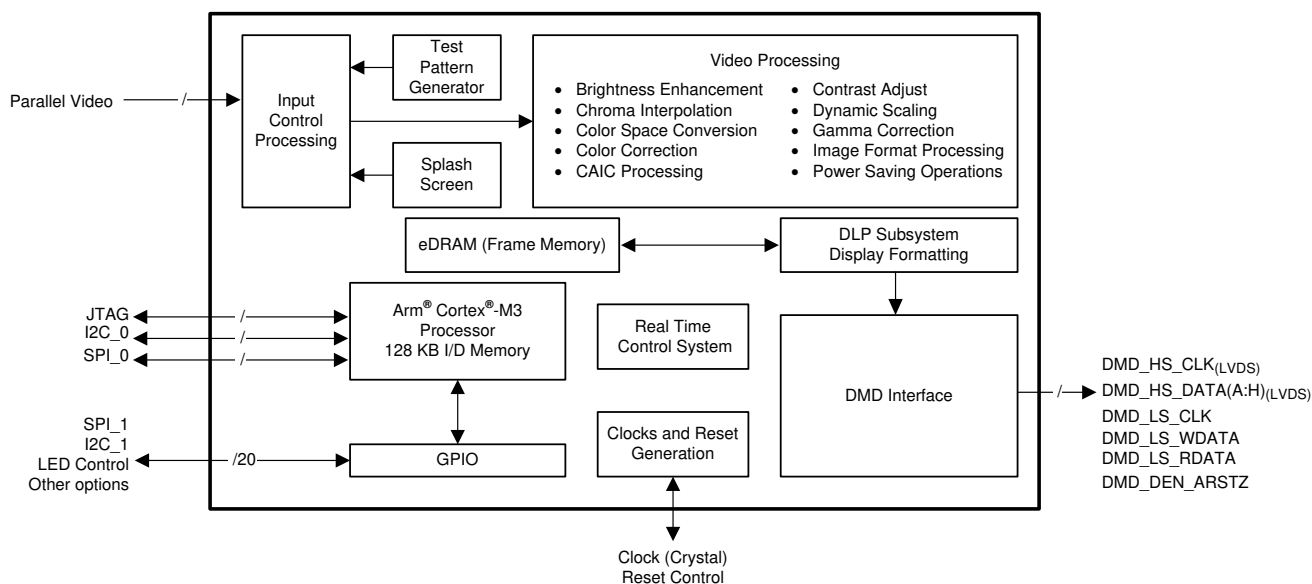 Parallel Video
/
Input
Control
Processing
Test
Pattern
Generator
Splash
Screen
Video Processing
• Brightness Enhancement
• Chroma Interpolation
• Color Space Conversion
• Color Correction
• CAIC Processing
• Contrast Adjust
• Dynamic Scaling
• Gamma Correction
• Image Format Processing
• Power Saving Operations
eDRAM (Frame Memory)
DLP Subsystem
Display Formatting
JTAG
/
I2C_0
/
SPI_0
/
Arm® Cortex®-M3
Processor
128 KB I/D Memory
Real Time
Control System
DMD Interface
/
DMD_HS_CLK(LVDS)
DMD_HS_DATA(A:H)(LVDS)
DMD_LS_CLK
DMD_LS_WDATA
DMD_LS_RDATA
DMD_DEN_ARSTZ
SPI_1
I2C_1
LED Control
Other options
/20
GPIO
Clocks and Reset
Generation
Clock (Crystal)
Reset Control